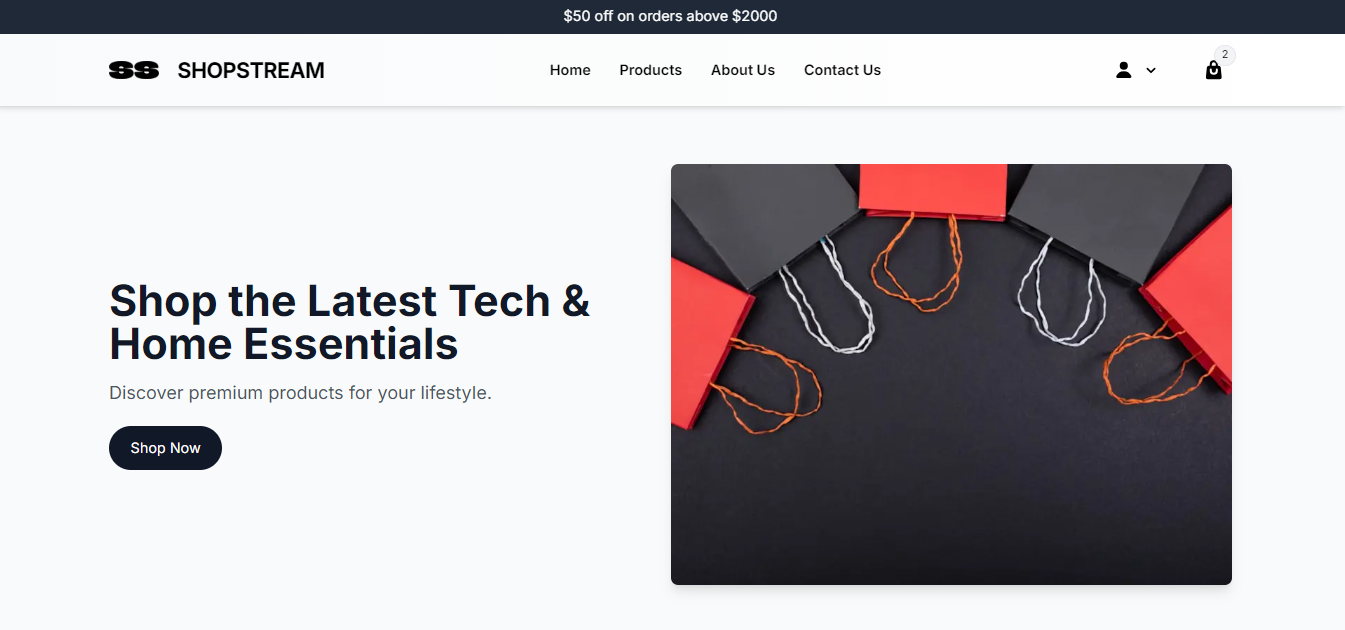 $50 off on orders above $2000
SS SHOPSTREAM
Home Products About Us Contact Us
2
Shop the Latest Tech &
Home Essentials
Discover premium products for your lifestyle.
Shop Now